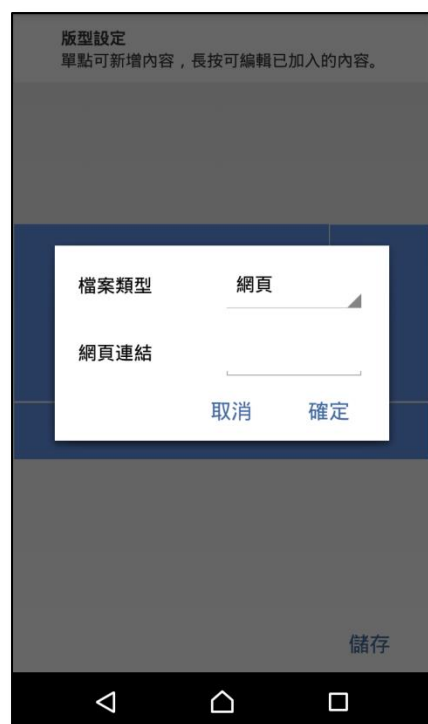 版型設定
單點可新增內容，長按可編輯已加入的內容。
檔案類型 網頁
網頁連結
取消 確定
儲存